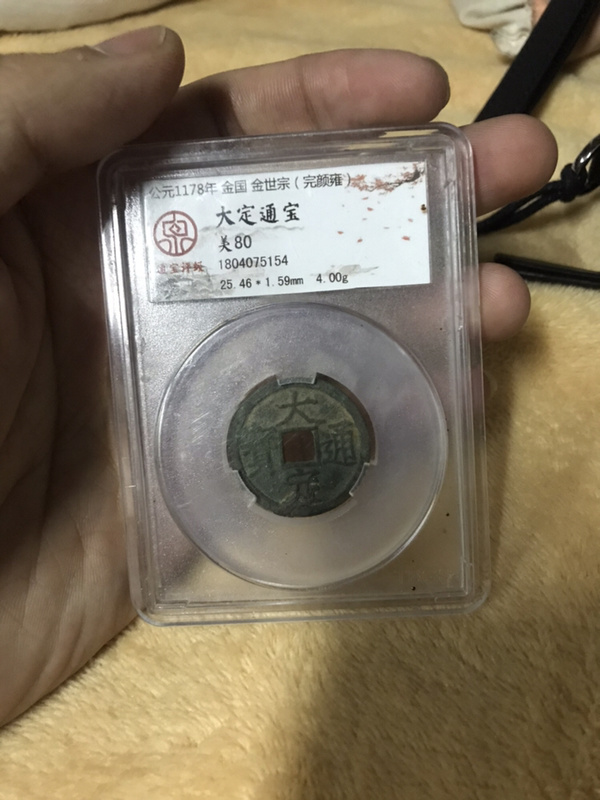 公元1178年 金国 金世宗（完颜雍）
大定通宝
美80
1804075154
25.46*1.59mm 4.00g
大
通
定